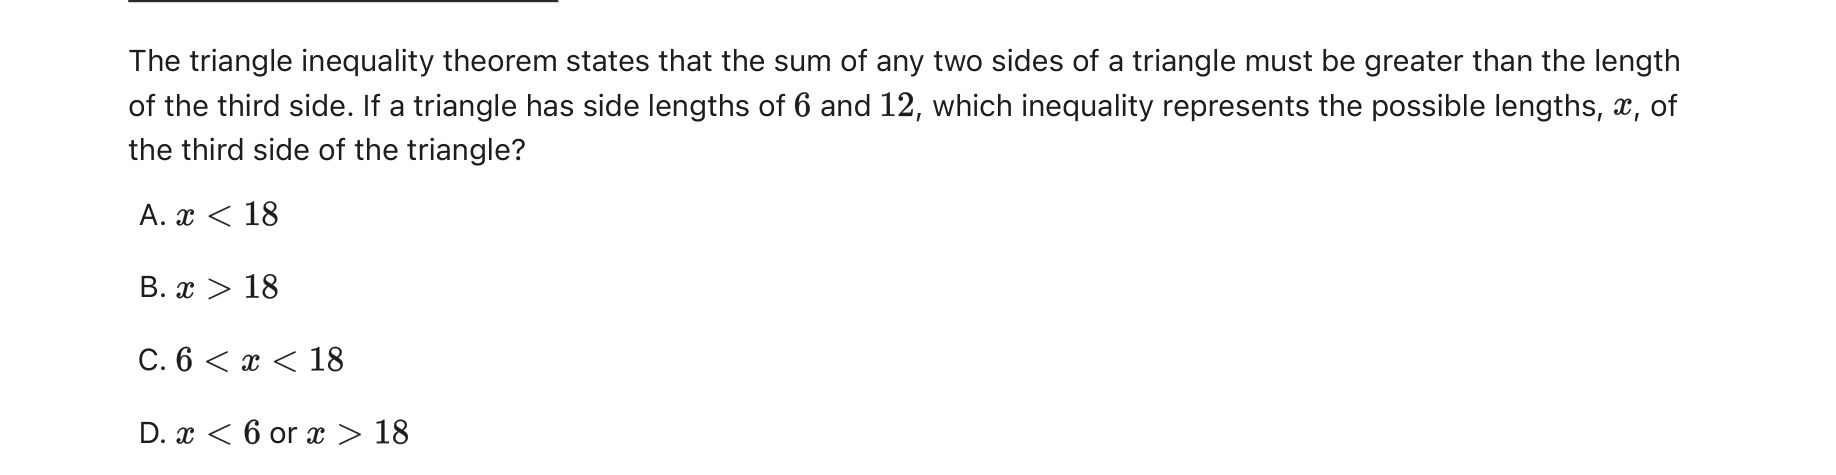 The triangle inequality theorem states that the sum of any two sides of a triangle must be greater than the length
of the third side. If a triangle has side lengths of 6 and 12, which inequality represents the possible lengths, x, of
the third side of the triangle?
A. x < 18
B. x > 18
C. 6 < x < 18
D. x < 6 or x > 18